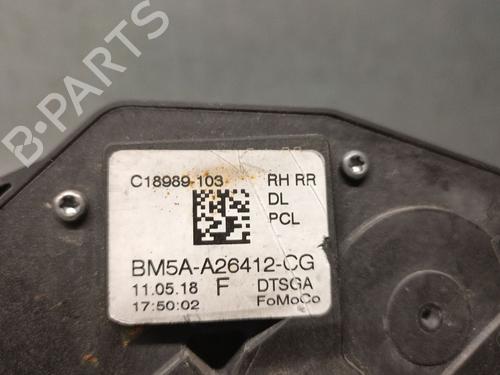 B-PARTS
C18989-103 RH RR
DL
PCL
BM5A-A26412-CG
11.05.18 F DTSGA
17:50:02 FoMoCo